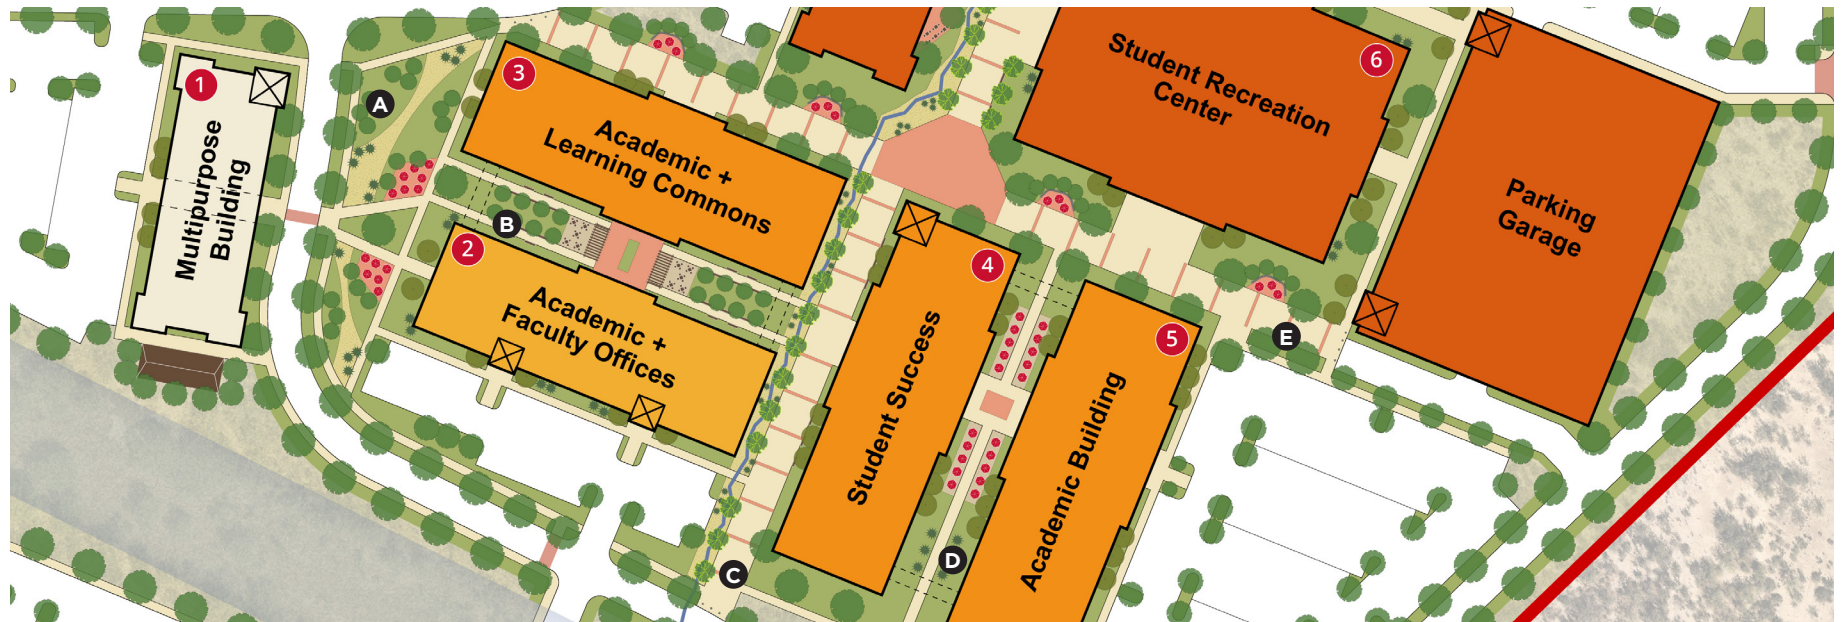 1
Multipurpose
Building
A
3
Academic +
Learning Commons
B
2
Academic +
Faculty Offices
C
4
Student Success
D
5
Academic Building
6
Student Recreation
Center
E
Parking
Garage